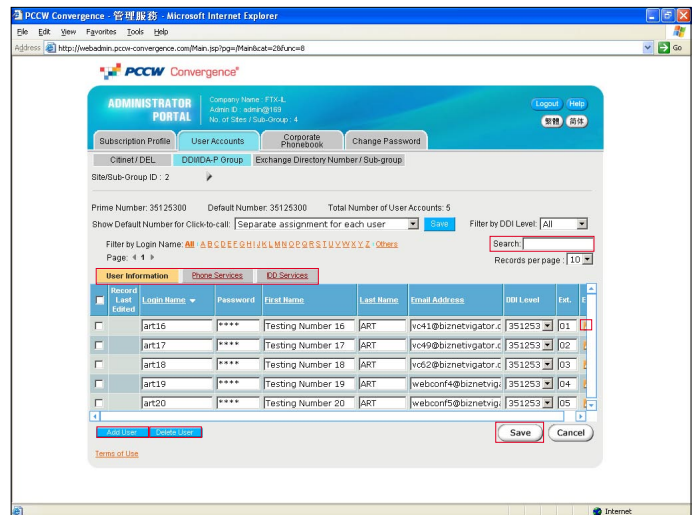 PCCW Convergence - 管理服務 - Microsoft Internet Explorer
File Edit View Favorites Tools Help
Address http://webadmin.pccw-convergence.com/Main.jsp?pg=/Main&cat=28func=8 Go
PCCW Convergence
ADMINISTRATOR PORTAL
Company Name : FTX-IL
Admin ID : admin@169
No. of Sites / Sub-Group : 4
Logout Help
繁體 简体
Subscription Profile User Accounts Corporate Phonebook Change Password
Citinet / DEL DDI/IDA-P Group Exchange Directory Number / Sub-group
Site/Sub-Group ID : 2
Prime Number: 35125300 Default Number: 35125300 Total Number of User Accounts: 5
Show Default Number for Click-to-call: Separate assignment for each user Save Filter by DDI Level: All
Filter by Login Name: All A B C D E F G H I J K L M N O P Q R S T U V W X Y Z Others Search:
Page: 1 Records per page : 10
User Information Phone Services IDD Services
Record Last Edited Login Name Password First Name Last Name Email Address DDI Level Ext. E
art16 **** Testing Number 16 ART vc41@biznetvigator.c 351253 01
art17 **** Testing Number 17 ART vc49@biznetvigator.c 351253 02
art18 **** Testing Number 18 ART vc62@biznetvigator.c 351253 03
art19 **** Testing Number 19 ART webconf4@biznetviga 351253 04
art20 **** Testing Number 20 ART webconf5@biznetviga 351253 05
Add User Delete User Save Cancel
Terms of Use
Internet